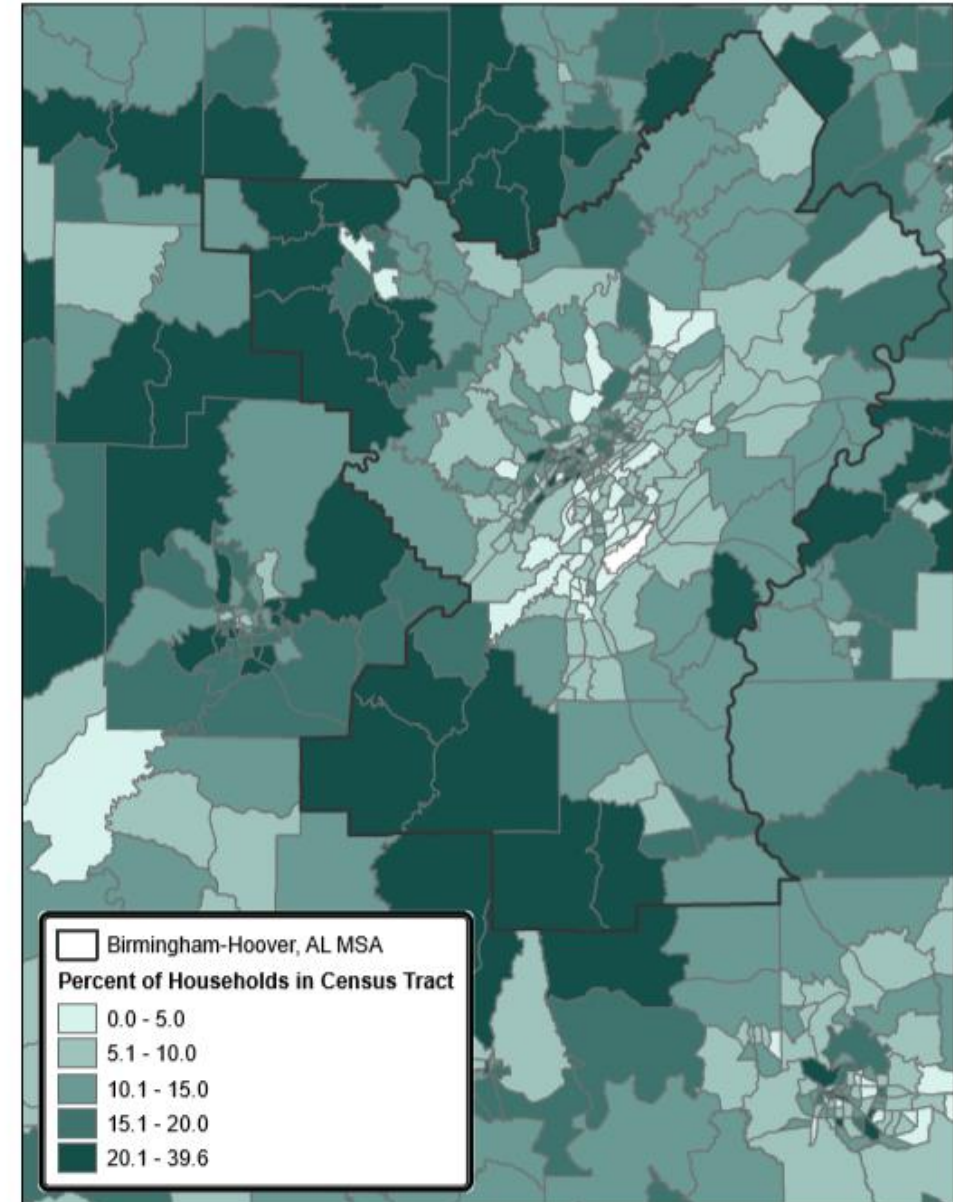 Birmingham-Hoover, AL MSA
Percent of Households in Census Tract
0.0 - 5.0
5.1 - 10.0
10.1 - 15.0
15.1 - 20.0
20.1 - 39.6